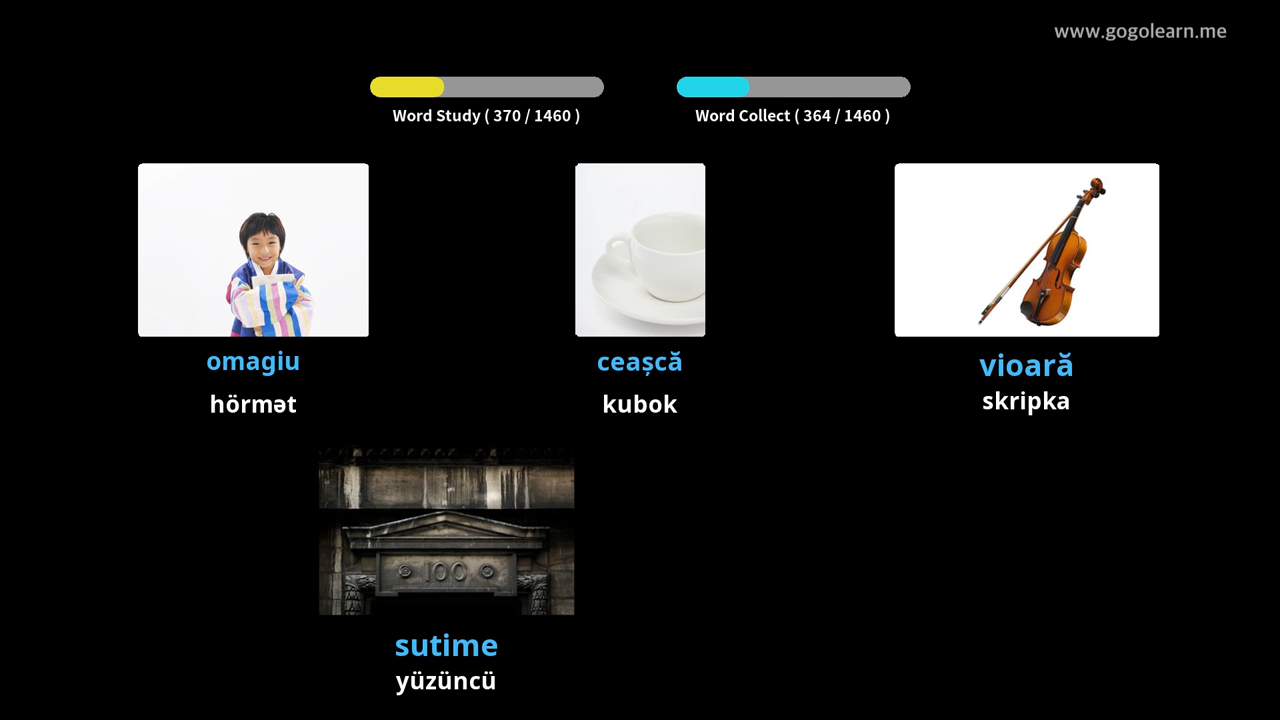 www.gogolearn.me
Word Study ( 370 / 1460 )
Word Collect ( 364 / 1460 )
omagiu
hörmət
ceașcă
kubok
vioară
skripka
100
sutime
yüzüncü